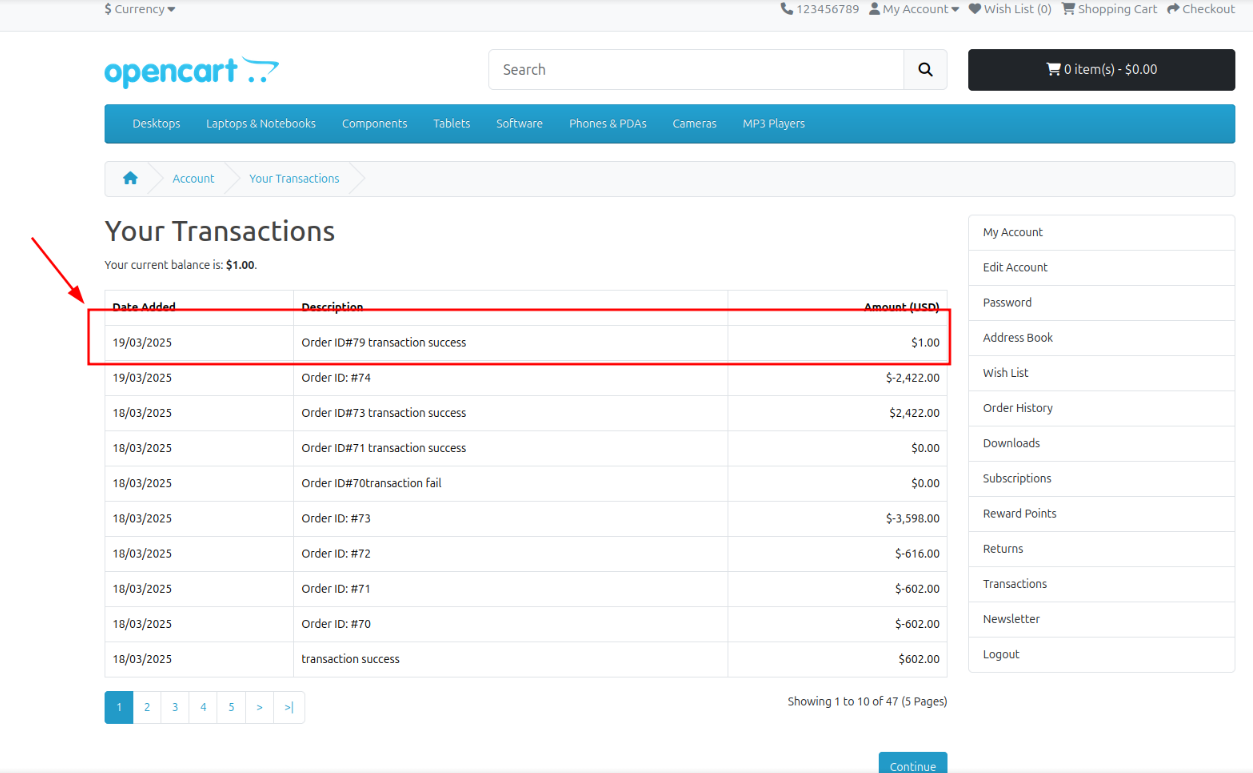 $ Currency 123456789 My Account Wish List (0) Shopping Cart Checkout
opencart Search 0 item(s) - $0.00
Desktops Laptops & Notebooks Components Tablets Software Phones & PDAs Cameras MP3 Players
Account Your Transactions
Your Transactions
Your current balance is: $1.00.
Date Added Description Amount (USD)
19/03/2025 Order ID#79 transaction success $1.00
19/03/2025 Order ID: #74 $-2,422.00
18/03/2025 Order ID#73 transaction success $2,422.00
18/03/2025 Order ID#71 transaction success $0.00
18/03/2025 Order ID#70transaction fail $0.00
18/03/2025 Order ID: #73 $-3,598.00
18/03/2025 Order ID: #72 $-616.00
18/03/2025 Order ID: #71 $-602.00
18/03/2025 Order ID: #70 $-602.00
18/03/2025 transaction success $602.00
1 2 3 4 5 > >|
Showing 1 to 10 of 47 (5 Pages)
Continue
My Account
Edit Account
Password
Address Book
Wish List
Order History
Downloads
Subscriptions
Reward Points
Returns
Transactions
Newsletter
Logout